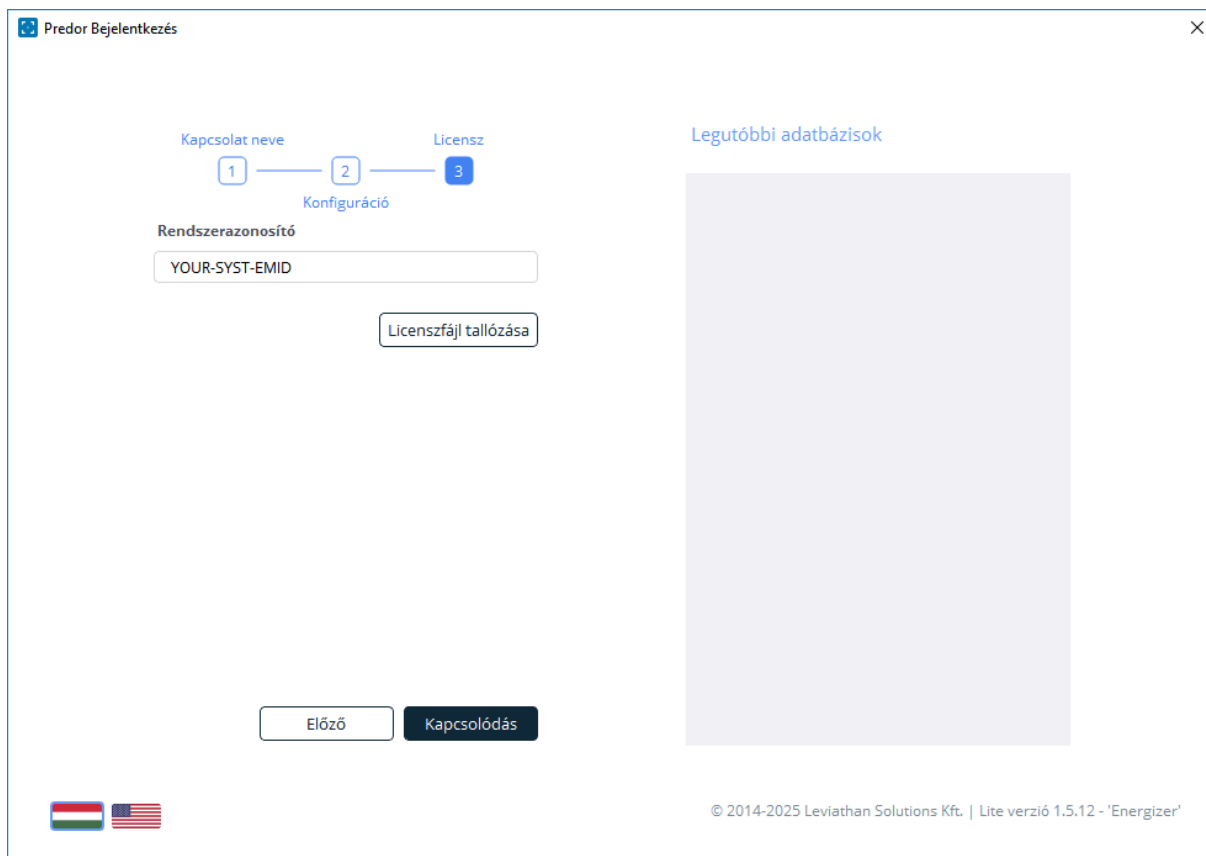 Predor Bejelentkezés
Kapcsolat neve
Licensz
1
2
3
Konfiguráció
Rendszerazonosító
YOUR-SYST-EMID
Licenszfájl tallózása
Előző
Kapcsolódás
Legutóbbi adatbázisok
© 2014-2025 Leviathan Solutions Kft. | Lite verzió 1.5.12 - 'Energizer'